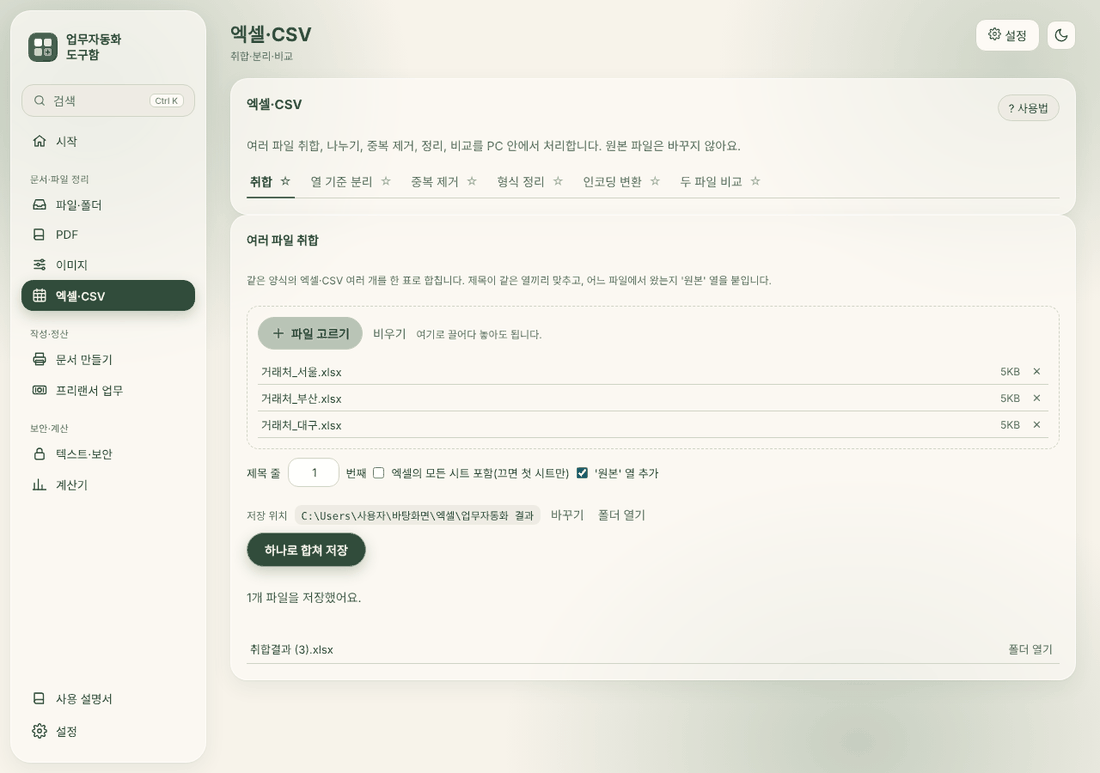 업무자동화
도구함
검색 Ctrl K
시작
문서·파일 정리
파일·폴더
PDF
이미지
엑셀·CSV
작성·정산
문서 만들기
프리랜서 업무
보안·계산
텍스트·보안
계산기
사용 설명서
설정
엑셀·CSV
취합·분리·비교
설정
엑셀·CSV
? 사용법
여러 파일 취합, 나누기, 중복 제거, 정리, 비교를 PC 안에서 처리합니다. 원본 파일은 바꾸지 않아요.
취합 ☆ 열 기준 분리 ☆ 중복 제거 ☆ 형식 정리 ☆ 인코딩 변환 ☆ 두 파일 비교 ☆
여러 파일 취합
같은 양식의 엑셀·CSV 여러 개를 한 표로 합칩니다. 제목이 같은 열끼리 맞추고, 어느 파일에서 왔는지 '원본' 열을 붙입니다.
+ 파일 고르기 비우기 여기로 끌어다 놓아도 됩니다.
거래처_서울.xlsx 5KB ✕
거래처_부산.xlsx 5KB ✕
거래처_대구.xlsx 5KB ✕
제목 줄 1 번째 엑셀의 모든 시트 포함(끄면 첫 시트만) '원본' 열 추가
저장 위치 C:\Users\사용자\바탕화면\엑셀\업무자동화 결과 바꾸기 폴더 열기
하나로 합쳐 저장
1개 파일을 저장했어요.
취합결과 (3).xlsx 폴더 열기